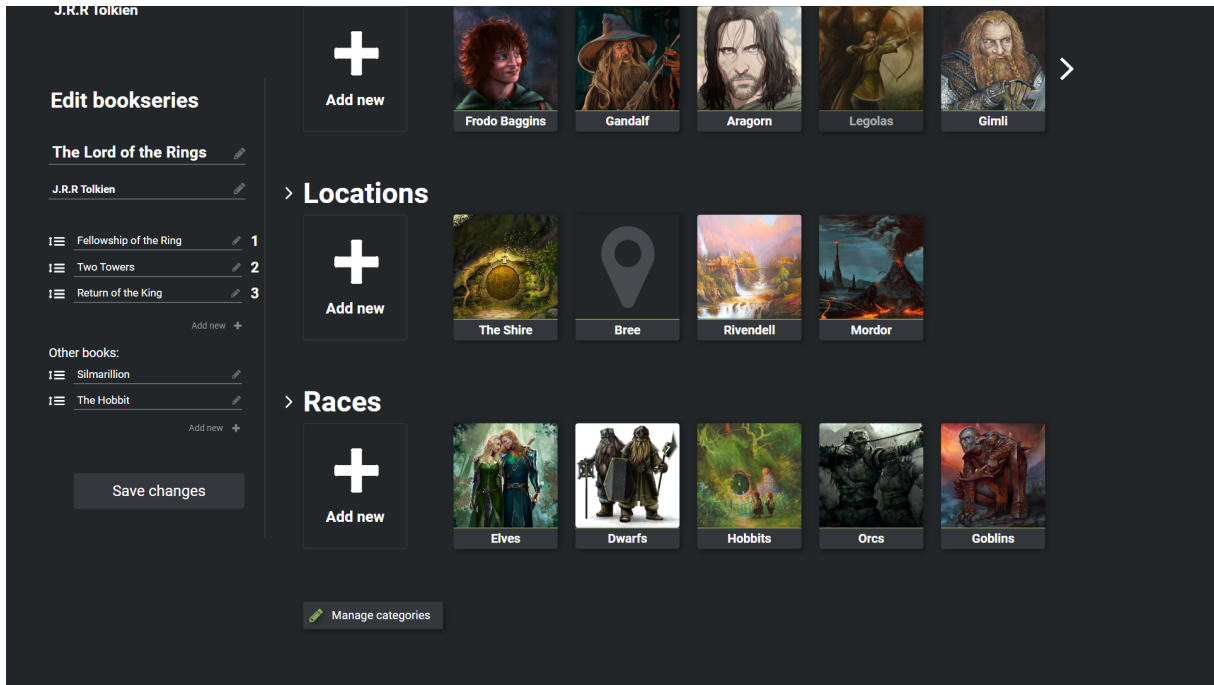 J.R.R Tolkien
Edit bookseries
The Lord of the Rings
J.R.R Tolkien
Fellowship of the Ring 1
Two Towers 2
Return of the King 3
Add new
Other books:
Silmarillion
The Hobbit
Add new
Save changes
Add new
Frodo Baggins
Gandalf
Aragorn
Legolas
Gimli
Locations
Add new
The Shire
Bree
Rivendell
Mordor
Races
Add new
Elves
Dwarfs
Hobbits
Orcs
Goblins
Manage categories